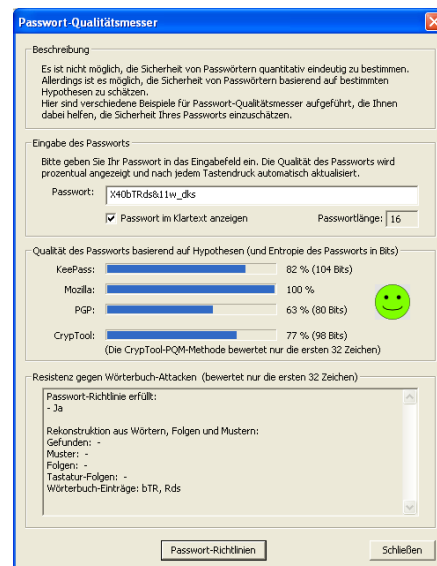 Passwort-Qualitätsmesser
Beschreibung
Es ist nicht möglich, die Sicherheit von Passwörtern quantitativ eindeutig zu bestimmen.
Allerdings ist es möglich, die Sicherheit von Passwörtern basierend auf bestimmten
Hypothesen zu schätzen.
Hier sind verschiedene Beispiele für Passwort-Qualitätsmesser aufgeführt, die Ihnen
dabei helfen, die Sicherheit Ihres Passworts einzuschätzen.
Eingabe des Passworts
Bitte geben Sie Ihr Passwort in das Eingabefeld ein. Die Qualität des Passworts wird
prozentual angezeigt und nach jedem Tastendruck automatisch aktualisiert.
Passwort: X40bTRds&11w_dks
Passwort im Klartext anzeigen Passwortlänge: 16
Qualität des Passworts basierend auf Hypothesen (und Entropie des Passworts in Bits)
KeePass: 82 % (104 Bits)
Mozilla: 100 %
PGP: 63 % (80 Bits)
CrypTool: 77 % (98 Bits)
(Die CrypTool-PQM-Methode bewertet nur die ersten 32 Zeichen)
Resistenz gegen Wörterbuch-Attacken (bewertet nur die ersten 32 Zeichen)
Passwort-Richtlinie erfüllt:
- Ja
Rekonstruktion aus Wörtern, Folgen und Mustern:
Gefunden: -
Muster: -
Folgen: -
Tastatur-Folgen: -
Wörterbuch-Einträge: bTR, Rds
Passwort-Richtlinien Schließen